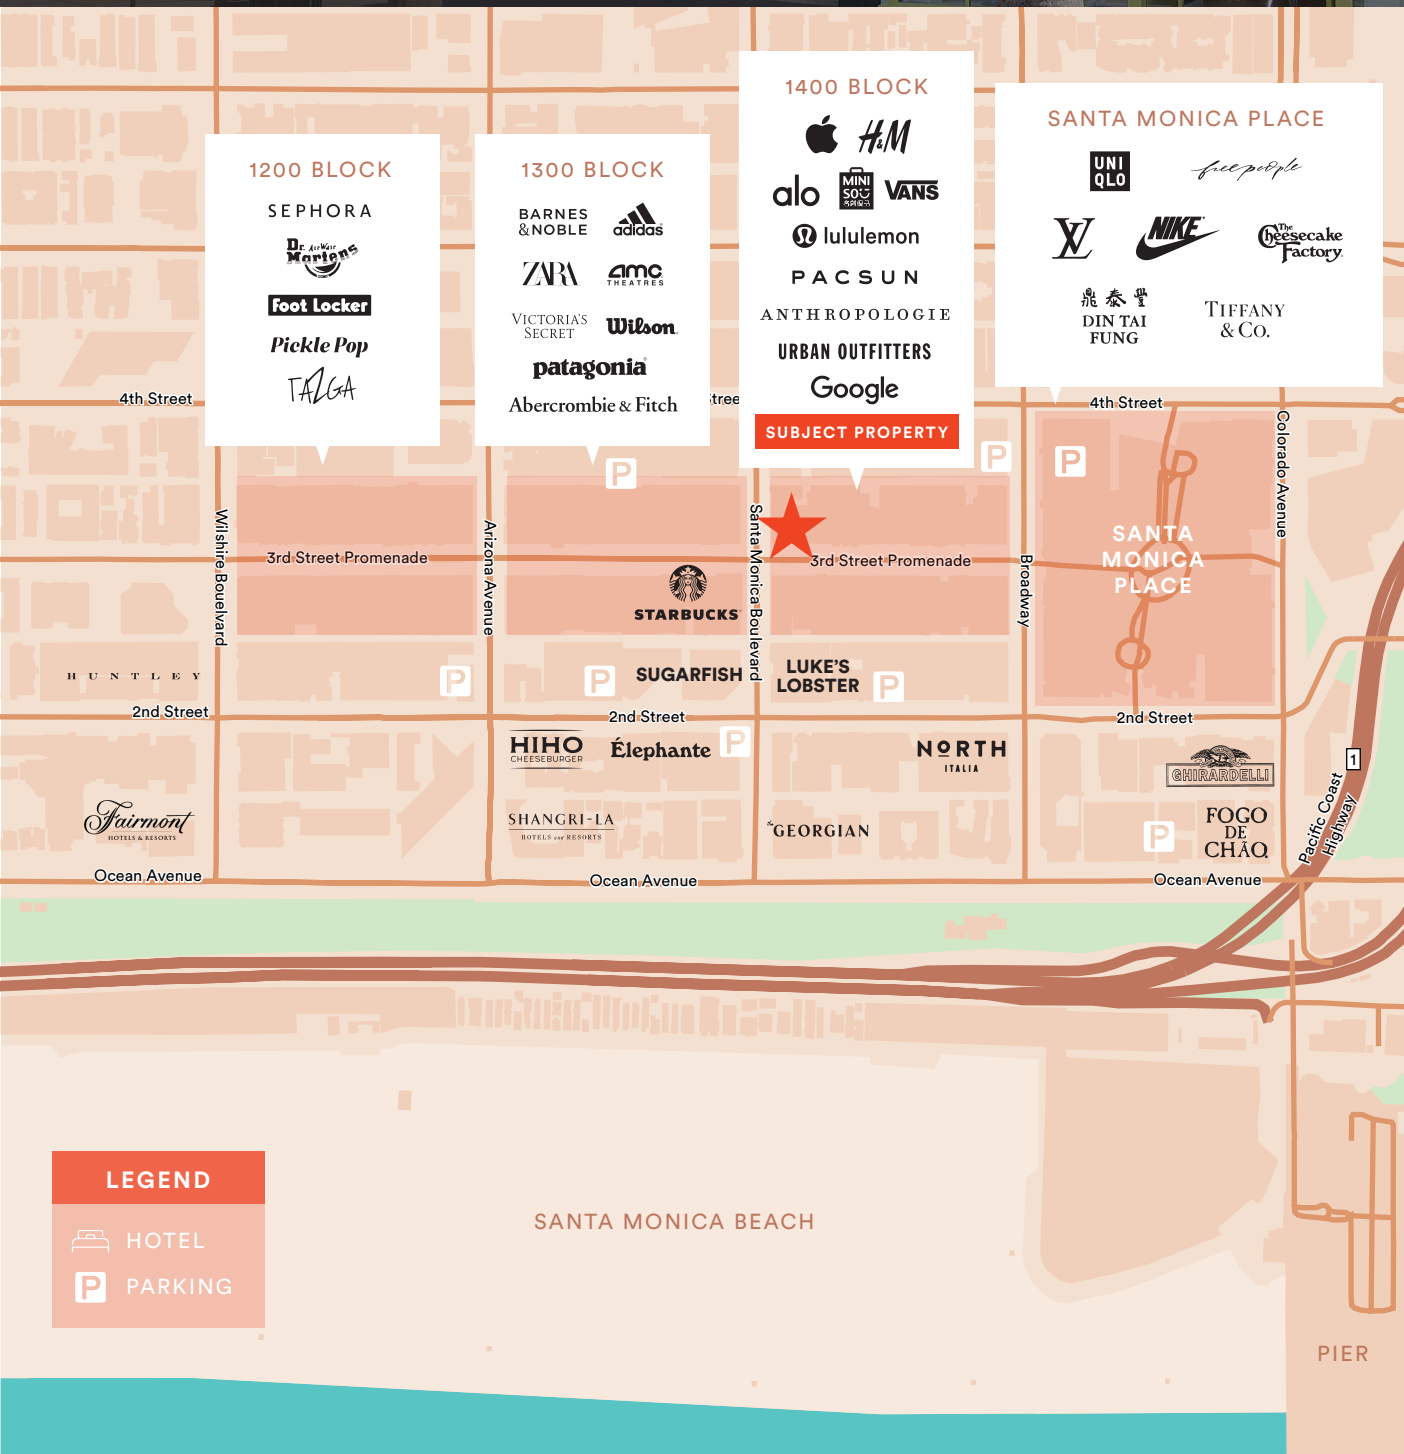 1200 BLOCK
SEPHORA
Dr. AirWair
Martens
Foot Locker
Pickle Pop
TAZGA
1300 BLOCK
BARNES
&NOBLE
adidas
ZARA
amc
THEATRES
VICTORIA'S
SECRET
Wilson
patagonia®
Abercrombie & Fitch
1400 BLOCK
H&M
alo
MINI
SO
VANS
lululemon
PACSUN
ANTHROPOLOGIE
URBAN OUTFITTERS
Google
SUBJECT PROPERTY
SANTA MONICA PLACE
UNI
QLO
free people
LV
NIKE
The
Cheesecake
Factory
鼎泰豐
DIN TAI
FUNG
TIFFANY
& CO.
4th Street
Stree
4th Street
P
P
P
Wilshire Bouelvard
Arizona Avenue
Santa Monica Boulevard
Broadway
Colorado Avenue
3rd Street Promenade
3rd Street Promenade
SANTA
MONICA
PLACE
STARBUCKS
HUNTLEY
P
P
SUGARFISH
LUKE'S
LOBSTER
P
2nd Street
2nd Street
2nd Street
HIHO
CHEESEBURGER
Élephante
P
NORTH
ITALIA
GHIRARDELLI
1
Pacific Coast
Highway
Fairmont
HOTELS & RESORTS
SHANGRI-LA
HOTELS and RESORTS
the GEORGIAN
P
FOGO
DE
CHÃO
Ocean Avenue
Ocean Avenue
Ocean Avenue
LEGEND
HOTEL
P PARKING
SANTA MONICA BEACH
PIER